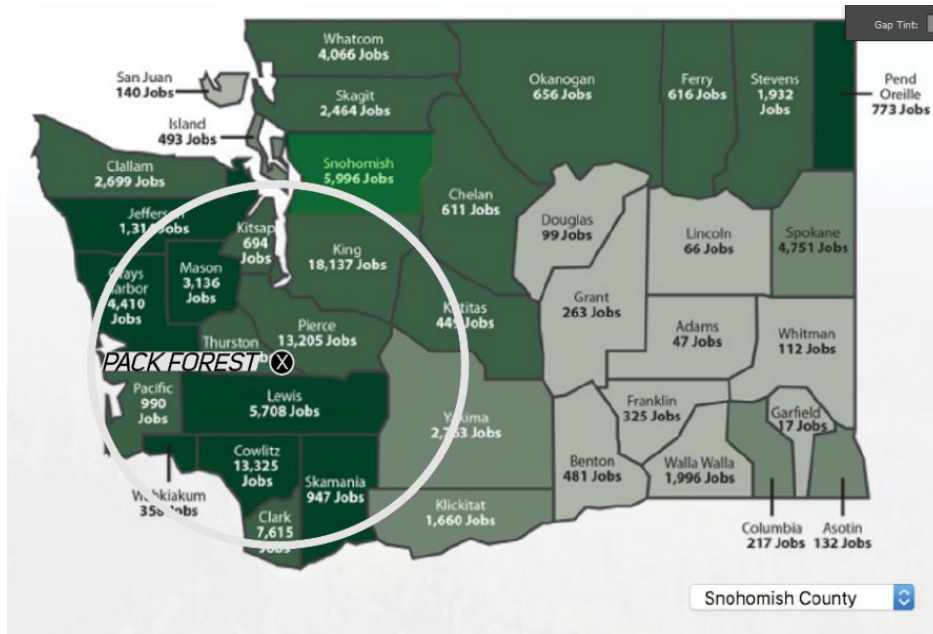 Gap Tint:
Whatcom
4,066 Jobs
San Juan
140 Jobs
Skagit
2,464 Jobs
Island
493 Jobs
Okanogan
656 Jobs
Ferry
616 Jobs
Stevens
1,932
Jobs
Pend
Oreille
773 Jobs
Clallam
2,699 Jobs
Snohomish
5,996 Jobs
Chelan
611 Jobs
Douglas
99 Jobs
Lincoln
66 Jobs
Spokane
4,751 Jobs
Jobs
Kitsap
694
Jobs
King
18,137 Jobs
Mason
3,136
Jobs
4,410
Jobs
Grant
263 Jobs
Adams
47 Jobs
Whitman
112 Jobs
Thurston
Pierce
13,205 Jobs
PACK FOREST X
Pacific
990
Jobs
Lewis
5,708 Jobs
Jobs
Franklin
325 Jobs
Garfield
17 Jobs
Cowlitz
13,325
Jobs
Skamania
947 Jobs
Benton
481 Jobs
Walla Walla
1,996 Jobs
Klickitat
1,660 Jobs
Clark
7,615
Jobs
Columbia
217 Jobs
Asotin
132 Jobs
Snohomish County